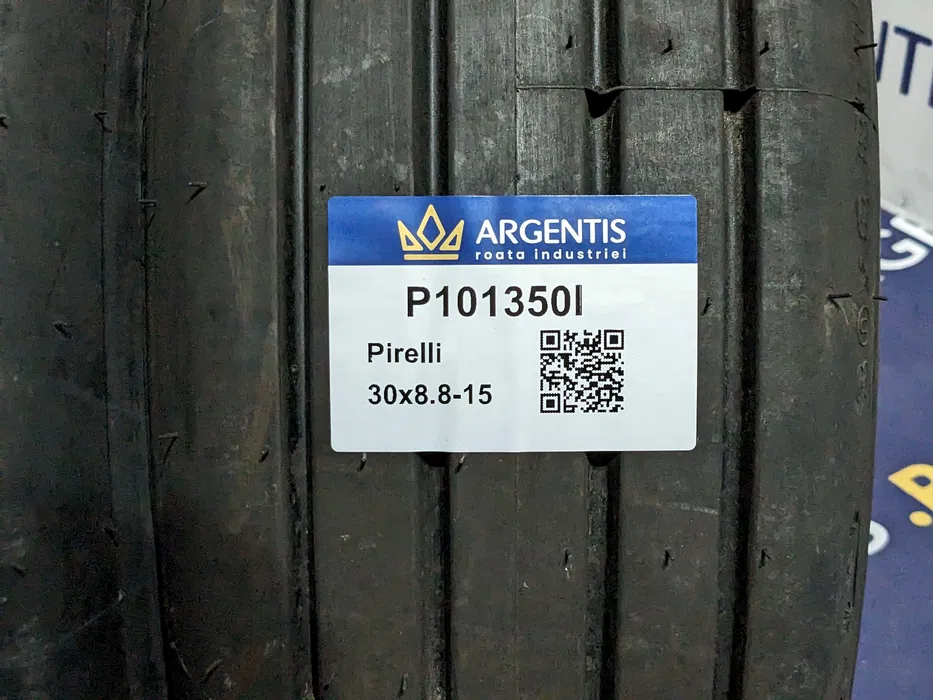 ARGENTIS
roata industriei
P101350I
Pirelli
30x8.8-15